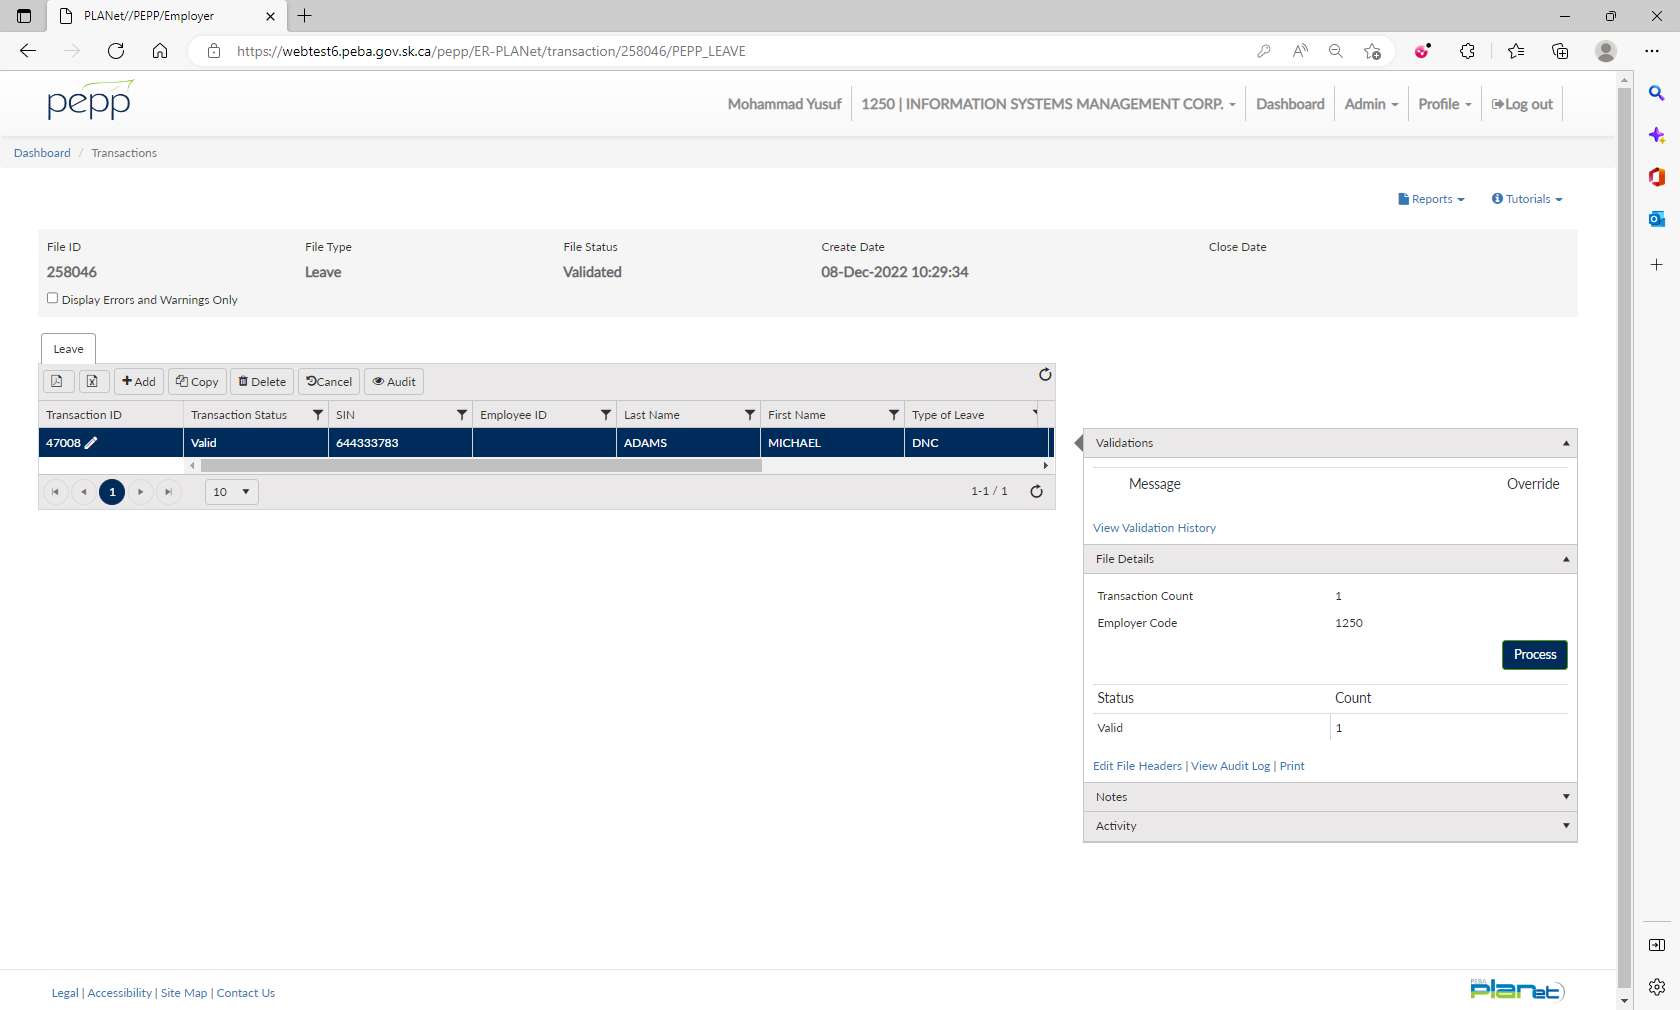 PLANet//PEPP/Employer
https://webtest6.peba.gov.sk.ca/pepp/ER-PLANet/transaction/258046/PEPP_LEAVE
pepp
Mohammad Yusuf
1250 | INFORMATION SYSTEMS MANAGEMENT CORP.
Dashboard
Admin
Profile
Log out
Dashboard / Transactions
Reports
Tutorials
File ID
File Type
File Status
Create Date
Close Date
258046
Leave
Validated
08-Dec-2022 10:29:34
Display Errors and Warnings Only
Leave
Add
Copy
Delete
Cancel
Audit
Transaction ID
Transaction Status
SIN
Employee ID
Last Name
First Name
Type of Leave
47008
Valid
644333783
ADAMS
MICHAEL
DNC
1
10
1-1 / 1
Validations
Message
Override
View Validation History
File Details
Transaction Count
1
Employer Code
1250
Process
Status
Count
Valid
1
Edit File Headers | View Audit Log | Print
Notes
Activity
Legal | Accessibility | Site Map | Contact Us
PEBA
planet